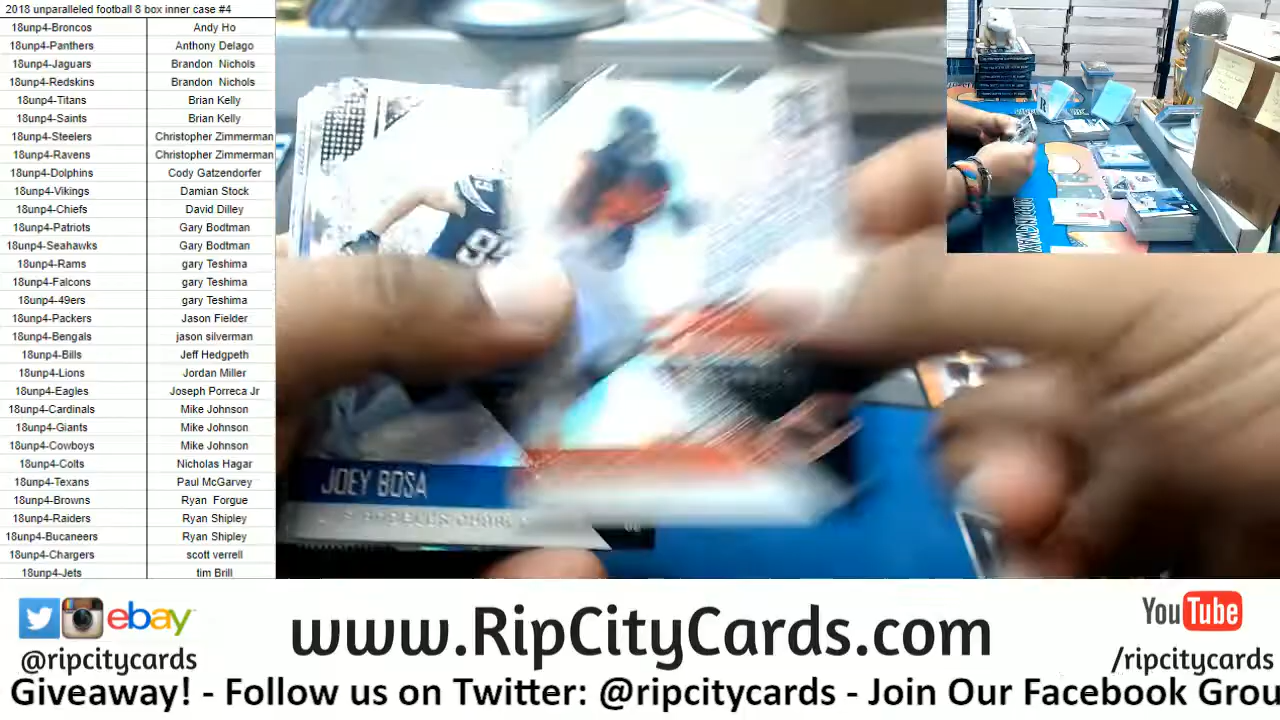 2018 unparalleled football 8 box inner case #4
18unp4-Broncos Andy Ho
18unp4-Panthers Anthony Delago
18unp4-Jaguars Brandon Nichols
18unp4-Redskins Brandon Nichols
18unp4-Titans Brian Kelly
18unp4-Saints Brian Kelly
18unp4-Steelers Christopher Zimmerman
18unp4-Ravens Christopher Zimmerman
18unp4-Dolphins Cody Gatzendorfer
18unp4-Vikings Damian Stock
18unp4-Chiefs David Dilley
18unp4-Patriots Gary Bodtman
18unp4-Seahawks Gary Bodtman
18unp4-Rams gary Teshima
18unp4-Falcons gary Teshima
18unp4-49ers gary Teshima
18unp4-Packers Jason Fielder
18unp4-Bengals jason silverman
18unp4-Bills Jeff Hedgpeth
18unp4-Lions Jordan Miller
18unp4-Eagles Joseph Porreca Jr
18unp4-Cardinals Mike Johnson
18unp4-Giants Mike Johnson
18unp4-Cowboys Mike Johnson
18unp4-Colts Nicholas Hagar
18unp4-Texans Paul McGarvey
18unp4-Browns Ryan Forgue
18unp4-Raiders Ryan Shipley
18unp4-Bucaneers Ryan Shipley
18unp4-Chargers scott verrell
18unp4-Jets tim Brill
JOEY BOSA
ebay
@ripcitycards
www.RipCityCards.com
YouTube
/ripcitycards
Giveaway! - Follow us on Twitter: @ripcitycards - Join Our Facebook Grou